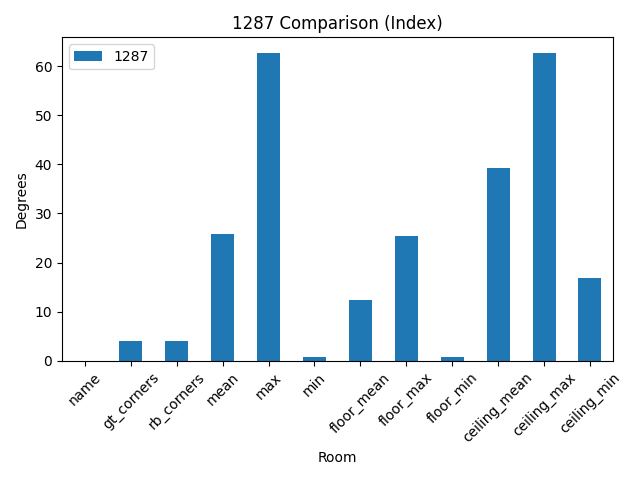 1287 Comparison (Index)
1287
Degrees
60
50
40
30
20
10
0
name
gt_corners
rb_corners
mean
max
min
floor_mean
floor_max
floor_min
ceiling_mean
ceiling_max
ceiling_min
Room